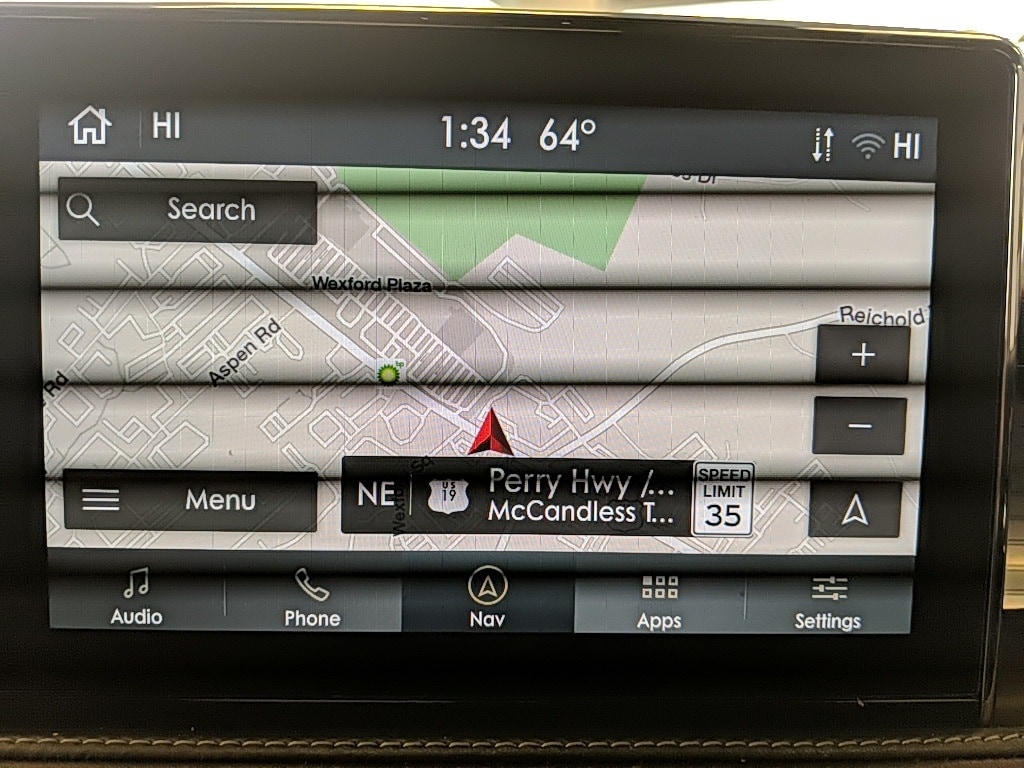 HI
1:34 64°
HI
Search
Wexford Plaza
Reichold
Aspen Rd
Rd
bp
+
−
NE
US
19
Perry Hwy /...
McCandless T...
SPEED
LIMIT
35
Menu
Audio
Phone
Nav
Apps
Settings